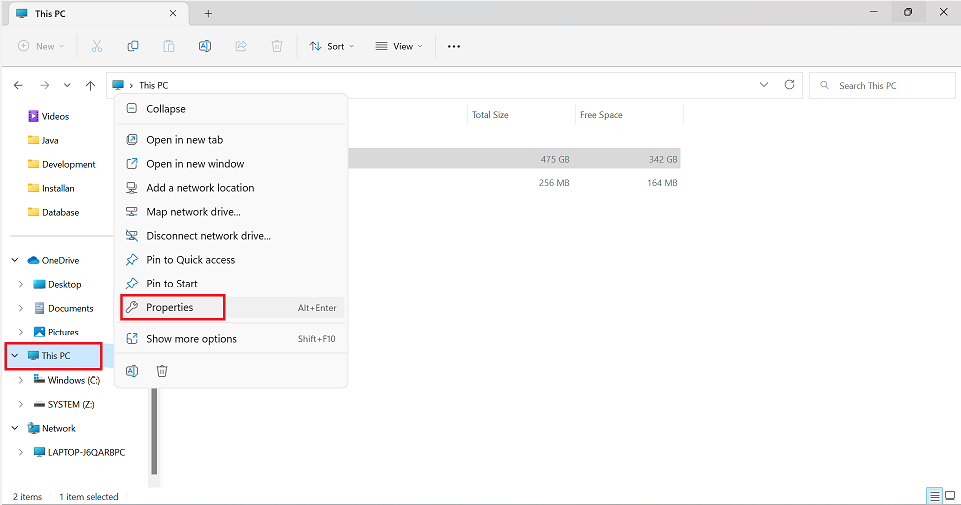 This PC
New
Sort
View
This PC
Search This PC
Videos
Java
Development
Installan
Database
OneDrive
Desktop
Documents
Pictures
This PC
Windows (C:)
SYSTEM (Z:)
Network
LAPTOP-J6QARBPC
Collapse
Open in new tab
Open in new window
Add a network location
Map network drive...
Disconnect network drive...
Pin to Quick access
Pin to Start
Properties Alt+Enter
Show more options Shift+F10
Total Size Free Space
475 GB 342 GB
256 MB 164 MB
2 items 1 item selected